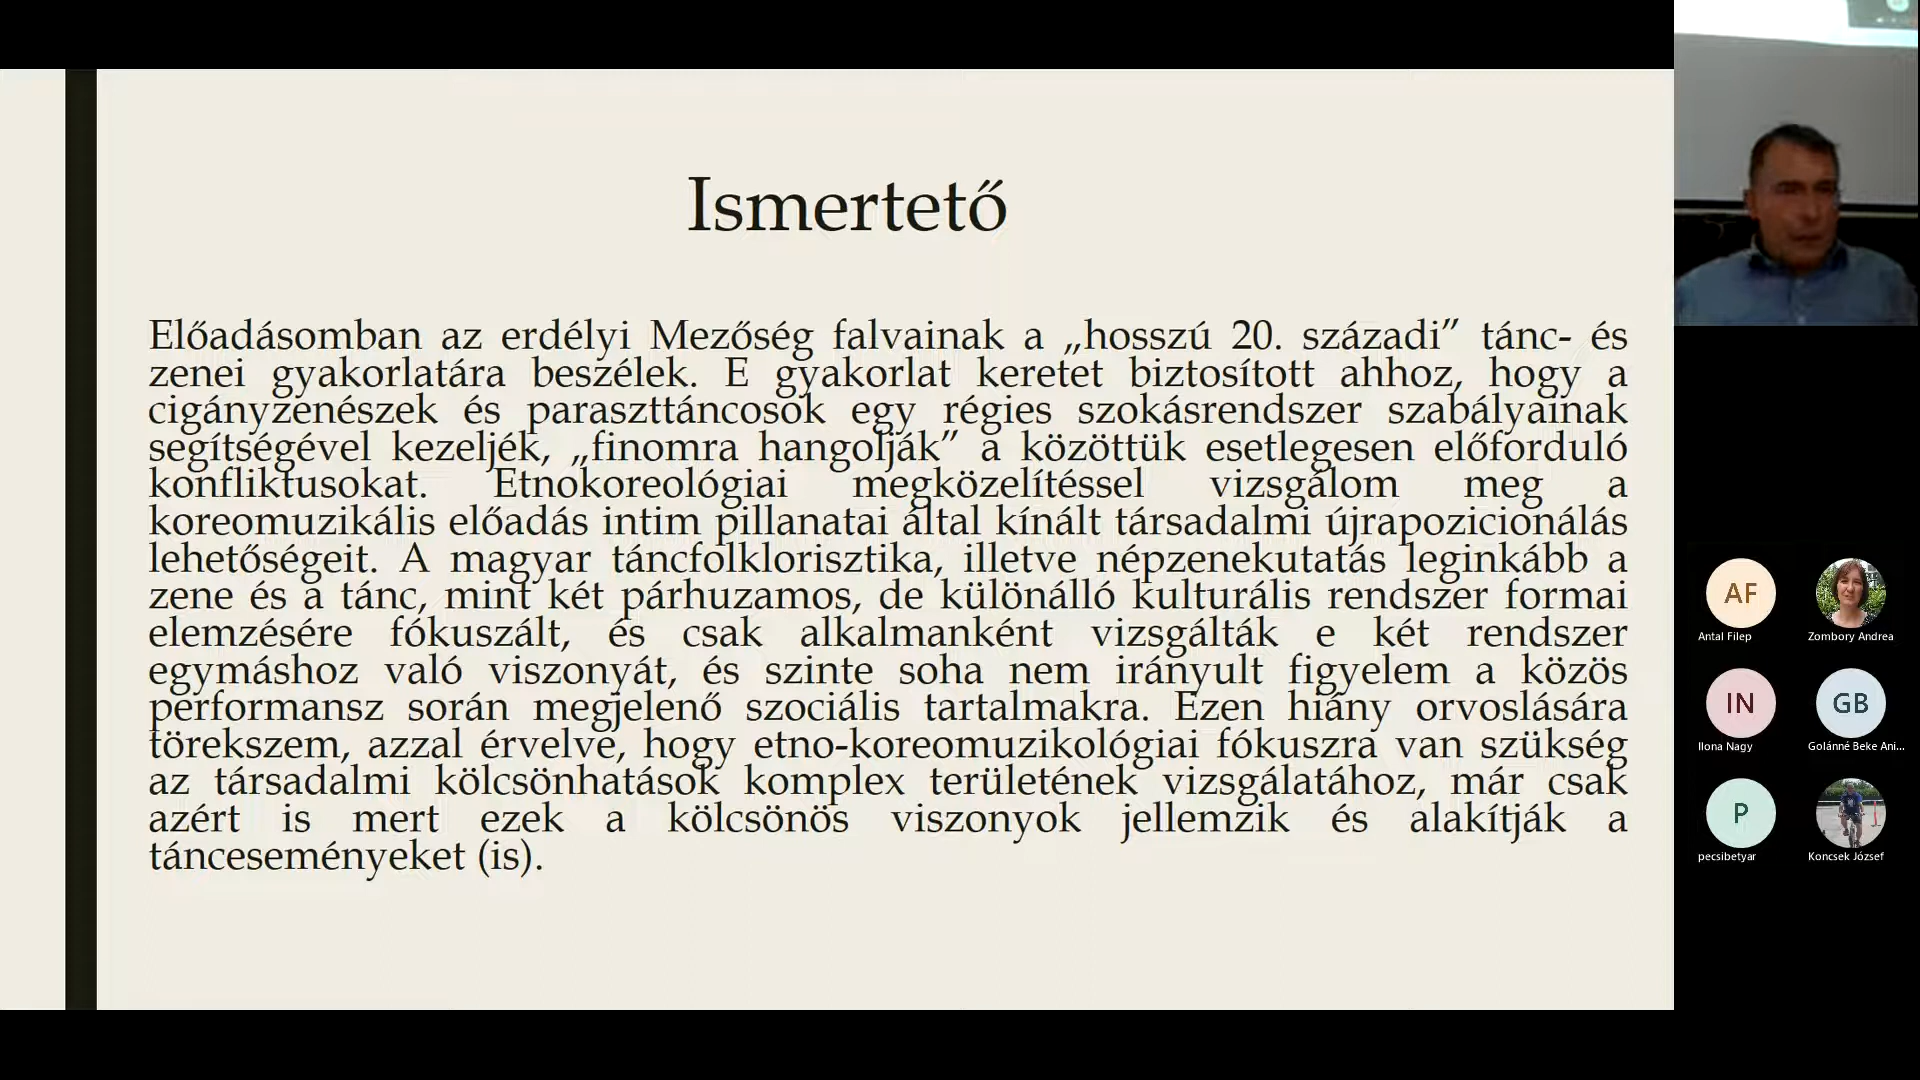 Ismertető
Előadásomban az erdélyi Mezőség falvainak a „hosszú 20. századi” tánc- és
zenei gyakorlatára beszélek. E gyakorlat keretet biztosított ahhoz, hogy a
cigányzenészek és paraszttáncosok egy régies szokásrendszer szabályainak
segítségével kezeljék, „finomra hangolják” a közöttük esetlegesen előforduló
konfliktusokat. Etnokoreológiai megközelítéssel vizsgálom meg a
koreomuzikális előadás intim pillanatai által kínált társadalmi újrapozicionálás
lehetőségeit. A magyar táncfolklorisztika, illetve népzenekutatás leginkább a
zene és a tánc, mint két párhuzamos, de különálló kulturális rendszer formai
elemzésére fókuszált, és csak alkalmanként vizsgálták e két rendszer
egymáshoz való viszonyát, és szinte soha nem irányult figyelem a közös
performansz során megjelenő szociális tartalmakra. Ezen hiány orvoslására
törekszem, azzal érvelve, hogy etno-koreomuzikológiai fókuszra van szükség
az társadalmi kölcsönhatások komplex területének vizsgálatához, már csak
azért is mert ezek a kölcsönös viszonyok jellemzik és alakítják a
tánceseményeket (is).
AF
Antal Filep
Zombory Andrea
IN
Ilona Nagy
GB
Golánné Beke Ani...
P
pecsibetyar
Koncsek József